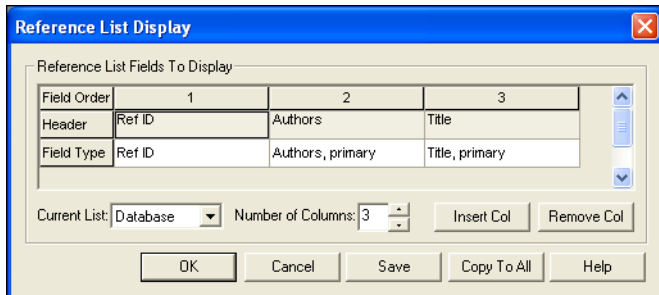 Reference List Display
Reference List Fields To Display
Field Order 1 2 3
Header Ref ID Authors Title
Field Type Ref ID Authors, primary Title, primary
Current List: Database Number of Columns: 3 Insert Col Remove Col
OK Cancel Save Copy To All Help